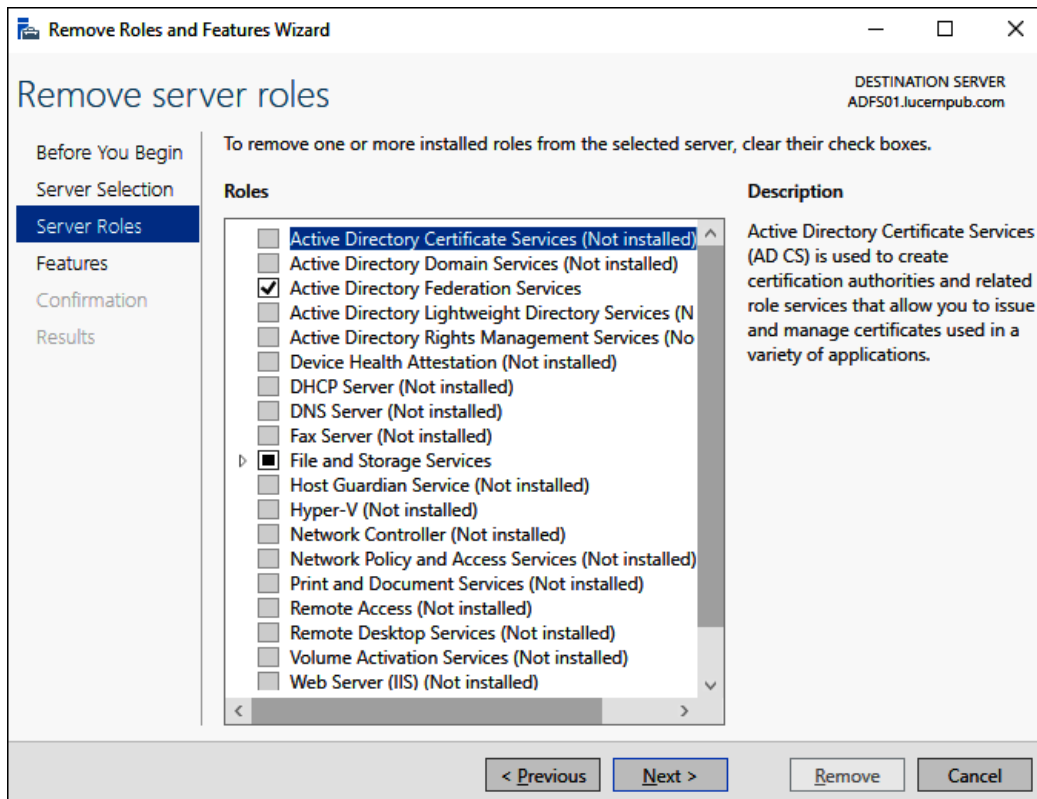 Remove Roles and Features Wizard
Remove server roles
DESTINATION SERVER
ADFS01.lucernpub.com
Before You Begin
Server Selection
Server Roles
Features
Confirmation
Results
To remove one or more installed roles from the selected server, clear their check boxes.
Roles
Active Directory Certificate Services (Not installed)
Active Directory Domain Services (Not installed)
Active Directory Federation Services
Active Directory Lightweight Directory Services (N
Active Directory Rights Management Services (No
Device Health Attestation (Not installed)
DHCP Server (Not installed)
DNS Server (Not installed)
Fax Server (Not installed)
File and Storage Services
Host Guardian Service (Not installed)
Hyper-V (Not installed)
Network Controller (Not installed)
Network Policy and Access Services (Not installed)
Print and Document Services (Not installed)
Remote Access (Not installed)
Remote Desktop Services (Not installed)
Volume Activation Services (Not installed)
Web Server (IIS) (Not installed)
Description
Active Directory Certificate Services
(AD CS) is used to create
certification authorities and related
role services that allow you to issue
and manage certificates used in a
variety of applications.
< Previous
Next >
Remove
Cancel